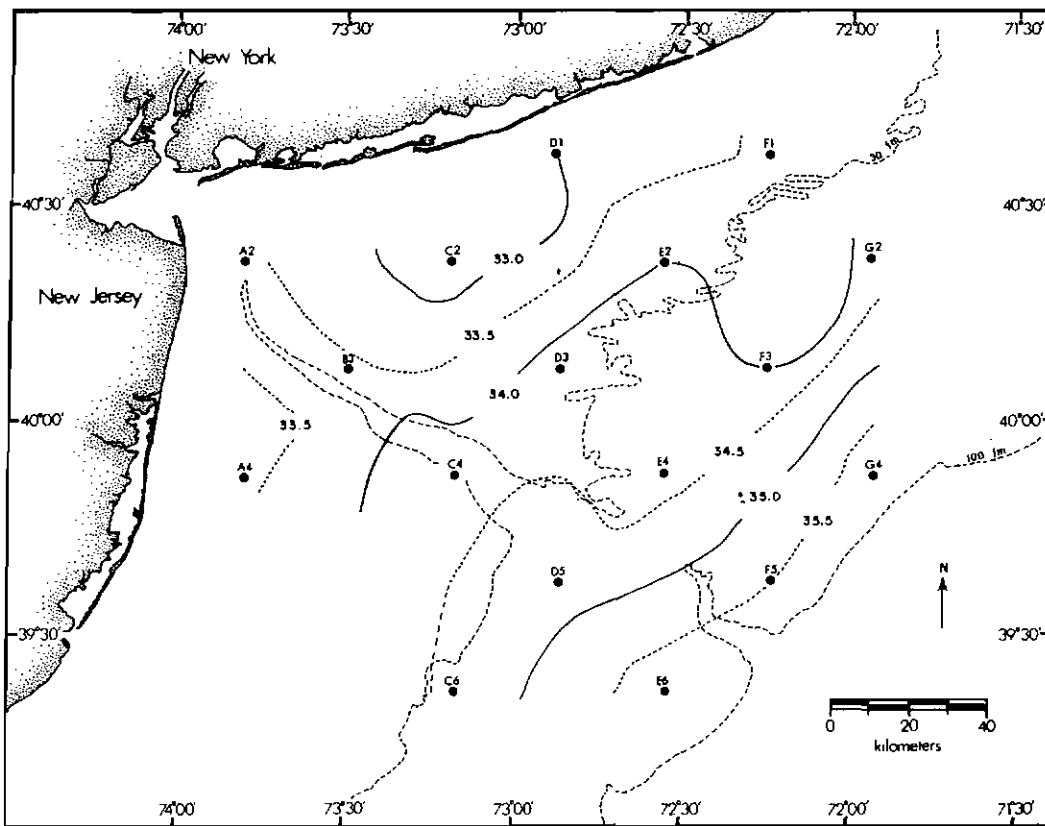 74°00' 73°30' 73°00' 72°30' 72°00' 71°30'
New York
D1 F1
30 fm
40°30' 40°30'
A2 C2 33.0 E2 G2
New Jersey
33.5
B3 D3 F3
34.0
40°00' 33.5 40°00'
34.5 100 fm
A4 C4 E4 G4
35.0
35.5
D5 F5 N
39°30' 39°30'
C6 E6
0 20 40
kilometers
74°00' 73°30' 73°00' 72°30' 72°00' 71°30'